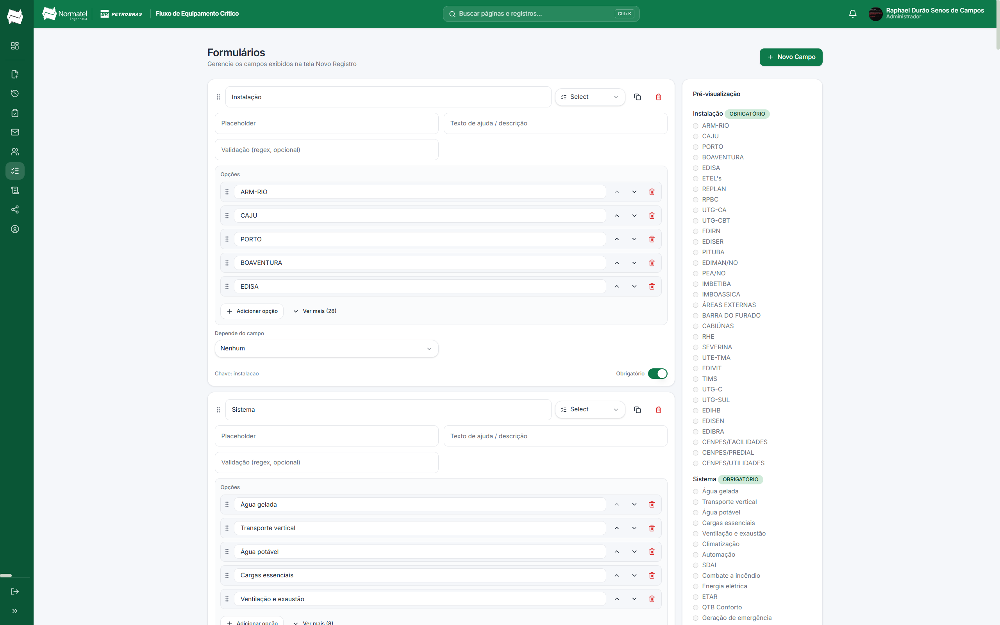 Normatel
Engenharia
BR PETROBRAS
Fluxo de Equipamento Crítico
Buscar páginas e registros...
Ctrl+K
Raphael Durão Senos de Campos
Administrador
Formulários
Gerencie os campos exibidos na tela Novo Registro
Novo Campo
Instalação
Select
Placeholder
Texto de ajuda / descrição
Validação (regex, opcional)
Opções
ARM-RIO
CAJU
PORTO
BOAVENTURA
EDISA
Adicionar opção
Ver mais (28)
Depende do campo
Nenhum
Chave: instalacao
Obrigatório
Sistema
Select
Placeholder
Texto de ajuda / descrição
Validação (regex, opcional)
Opções
Água gelada
Transporte vertical
Água potável
Cargas essenciais
Ventilação e exaustão
Adicionar opção
Ver mais (8)
Pré-visualização
Instalação OBRIGATÓRIO
ARM-RIO
CAJU
PORTO
BOAVENTURA
EDISA
ETEL's
REPLAN
RPBC
UTG-CA
UTG-CBT
EDIRN
EDISER
PITUBA
EDIMAN/NO
PEA/NO
IMBETIBA
IMBOASSICA
ÁREAS EXTERNAS
BARRA DO FURADO
CABIÚNAS
RHE
SEVERINA
UTE-TMA
EDIVIT
TIMS
UTG-C
UTG-SUL
EDIHB
EDISEN
EDIBRA
CENPES/FACILIDADES
CENPES/PREDIAL
CENPES/UTILIDADES
Sistema OBRIGATÓRIO
Água gelada
Transporte vertical
Água potável
Cargas essenciais
Ventilação e exaustão
Climatização
Automação
SDAI
Combate a incêndio
Energia elétrica
ETAR
QTB Conforto
Geração de emergência